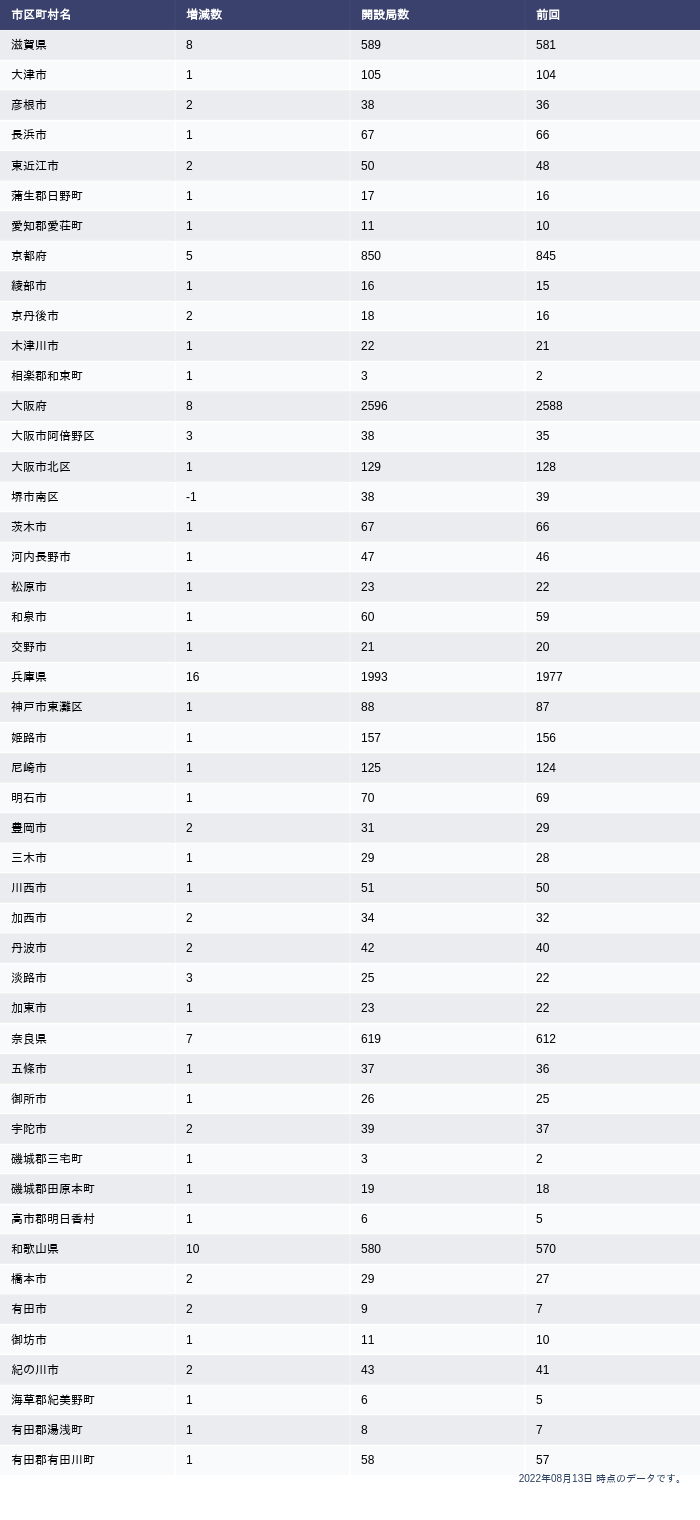 市区町村名 増減数 開設局数 前回
滋賀県 8 589 581
大津市 1 105 104
彦根市 2 38 36
長浜市 1 67 66
東近江市 2 50 48
蒲生郡日野町 1 17 16
愛知郡愛荘町 1 11 10
京都府 5 850 845
綾部市 1 16 15
京丹後市 2 18 16
木津川市 1 22 21
相楽郡和束町 1 3 2
大阪府 8 2596 2588
大阪市阿倍野区 3 38 35
大阪市北区 1 129 128
堺市南区 -1 38 39
茨木市 1 67 66
河内長野市 1 47 46
松原市 1 23 22
和泉市 1 60 59
交野市 1 21 20
兵庫県 16 1993 1977
神戸市東灘区 1 88 87
姫路市 1 157 156
尼崎市 1 125 124
明石市 1 70 69
豊岡市 2 31 29
三木市 1 29 28
川西市 1 51 50
加西市 2 34 32
丹波市 2 42 40
淡路市 3 25 22
加東市 1 23 22
奈良県 7 619 612
五條市 1 37 36
御所市 1 26 25
宇陀市 2 39 37
磯城郡三宅町 1 3 2
磯城郡田原本町 1 19 18
高市郡明日香村 1 6 5
和歌山県 10 580 570
橋本市 2 29 27
有田市 2 9 7
御坊市 1 11 10
紀の川市 2 43 41
海草郡紀美野町 1 6 5
有田郡湯浅町 1 8 7
有田郡有田川町 1 58 57
2022年08月13日 時点のデータです。